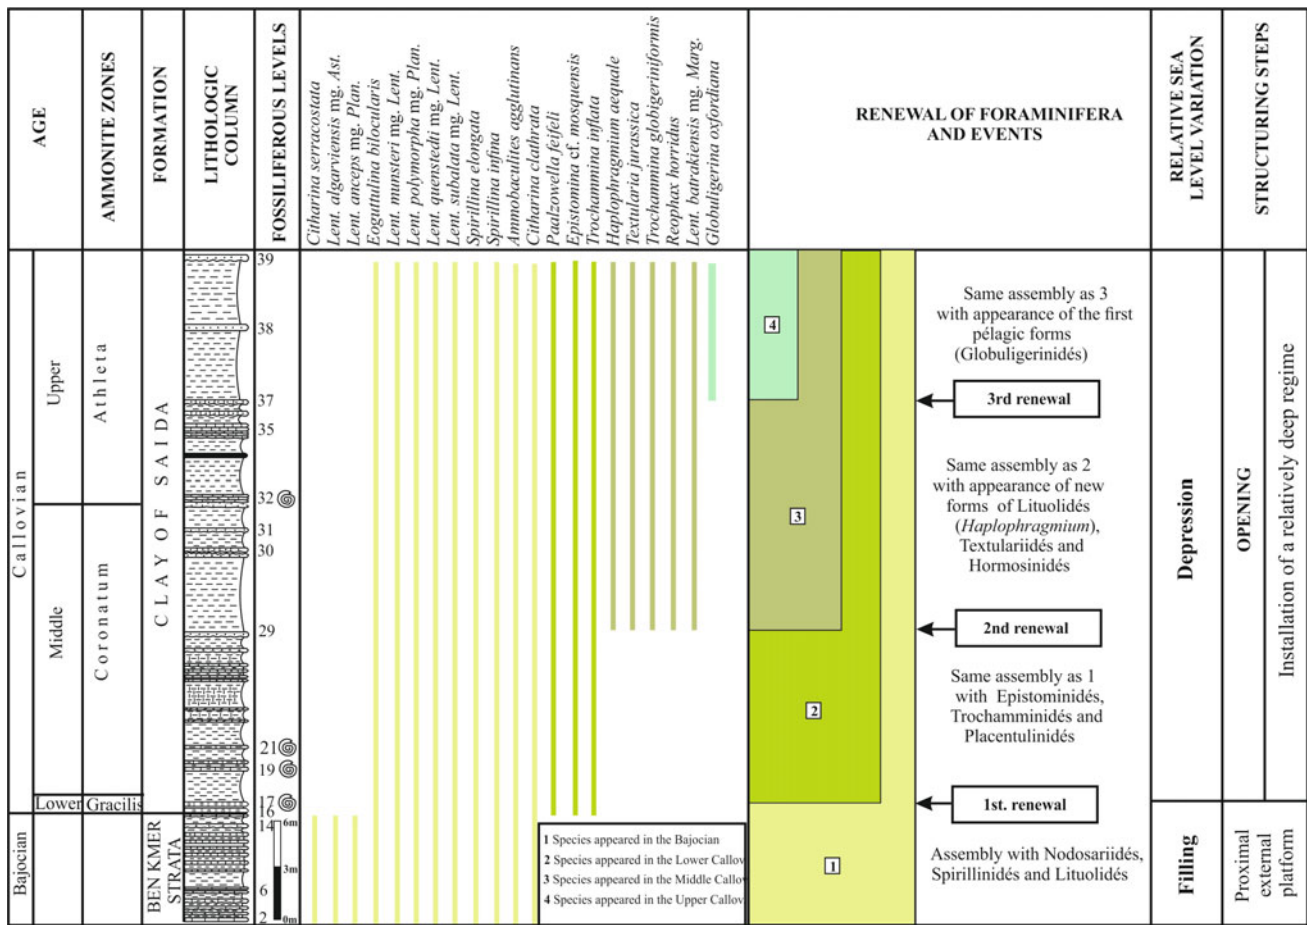 AGE
AMMONITE ZONES
FORMATION
LITHOLOGIC
COLUMN
FOSSILIFEROUS LEVELS
Citharina serracostata
Lent. algarviensis mg. Ast.
Lent. anceps mg. Plan.
Eogutulina bilocularis
Lent. munsteri mg. Lent.
Lent. polymorpha mg. Plan.
Lent. quenstedti mg. Lent.
Lent. subalata mg. Lent.
Spirillina elongata
Spirillina infina
Ammobaculites agglutinans
Citharina clathrata
Paalzowella feifeli
Epistomina cf. mosquensis
Trochammina inflata
Haplophragmium aequale
Textularia jurassica
Trochammina globigeriniformis
Reophax horridus
Lent. batrakiensis mg. Marg.
Globuligerina oxfordiana
RENEWAL OF FORAMINIFERA
AND EVENTS
RELATIVE SEA
LEVEL VARIATION
STRUCTURING STEPS
Callovian
Bajocian
Upper
Middle
Lower
Athleta
Coronatum
Gracilis
CLAY OF SAIDA
BEN KMER
STRATA
39
38
37
35
32
31
30
29
21
19
17
16
14
6
2
6m
3m
0m
4
3
2
1
1 Species appeared in the Bajocian
2 Species appeared in the Lower Callov
3 Species appeared in the Middle Callov
4 Species appeared in the Upper Callov
Same assembly as 3
with appearance of the first
pélagic forms
(Globuligerinidés)
3rd renewal
Same assembly as 2
with appearance of new
forms of Lituolidés
(Haplophragmium),
Textulariidés and
Hormosinidés
2nd renewal
Same assembly as 1
with Epistominidés,
Trochamminidés and
Placentulinidés
1st. renewal
Assembly with Nodosariidés,
Spirillinidés and Lituolidés
Depression
Filling
OPENING
Installation of a relatively deep regime
Proximal
external
platform